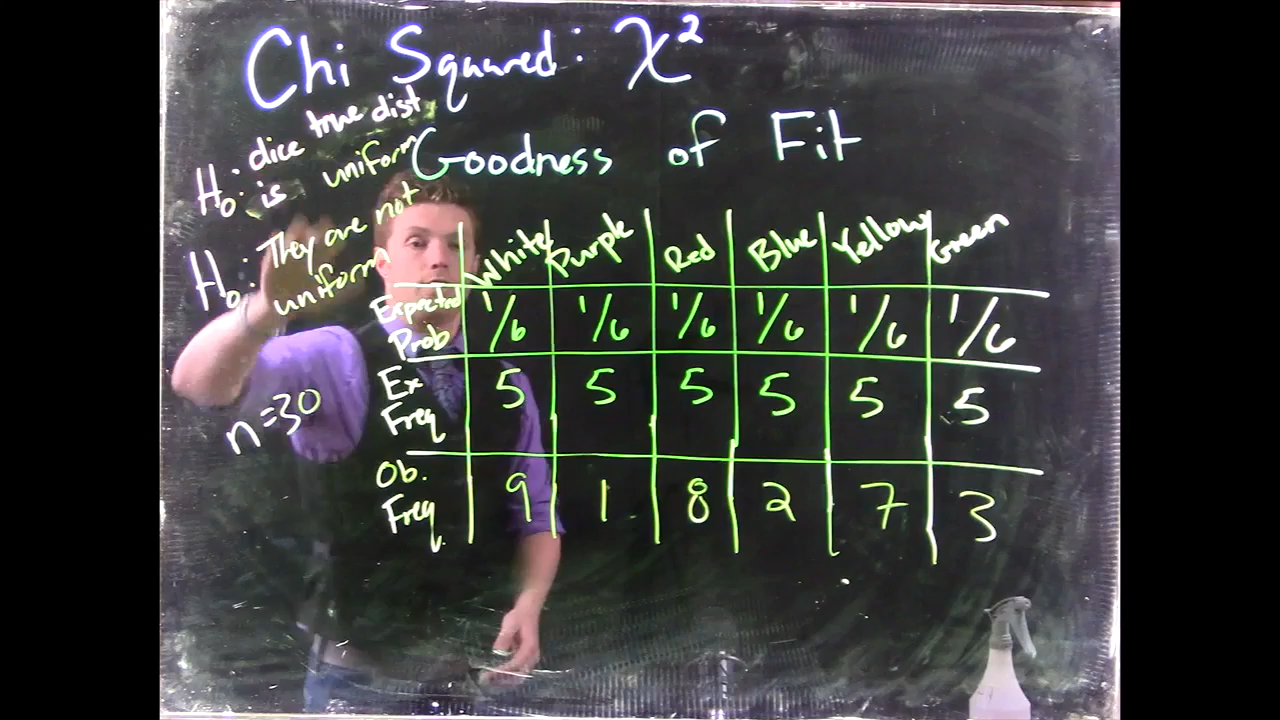 Chi Squared: χ²
Goodness of Fit
H₀: dice true dist
is uniform
H₀: They are not
uniform
n=30
White Purple Red Blue Yellow Green
Expected Prob 1/6 1/6 1/6 1/6 1/6 1/6
Ex Freq 5 5 5 5 5 5
Ob. Freq. 9 1 8 2 7 3